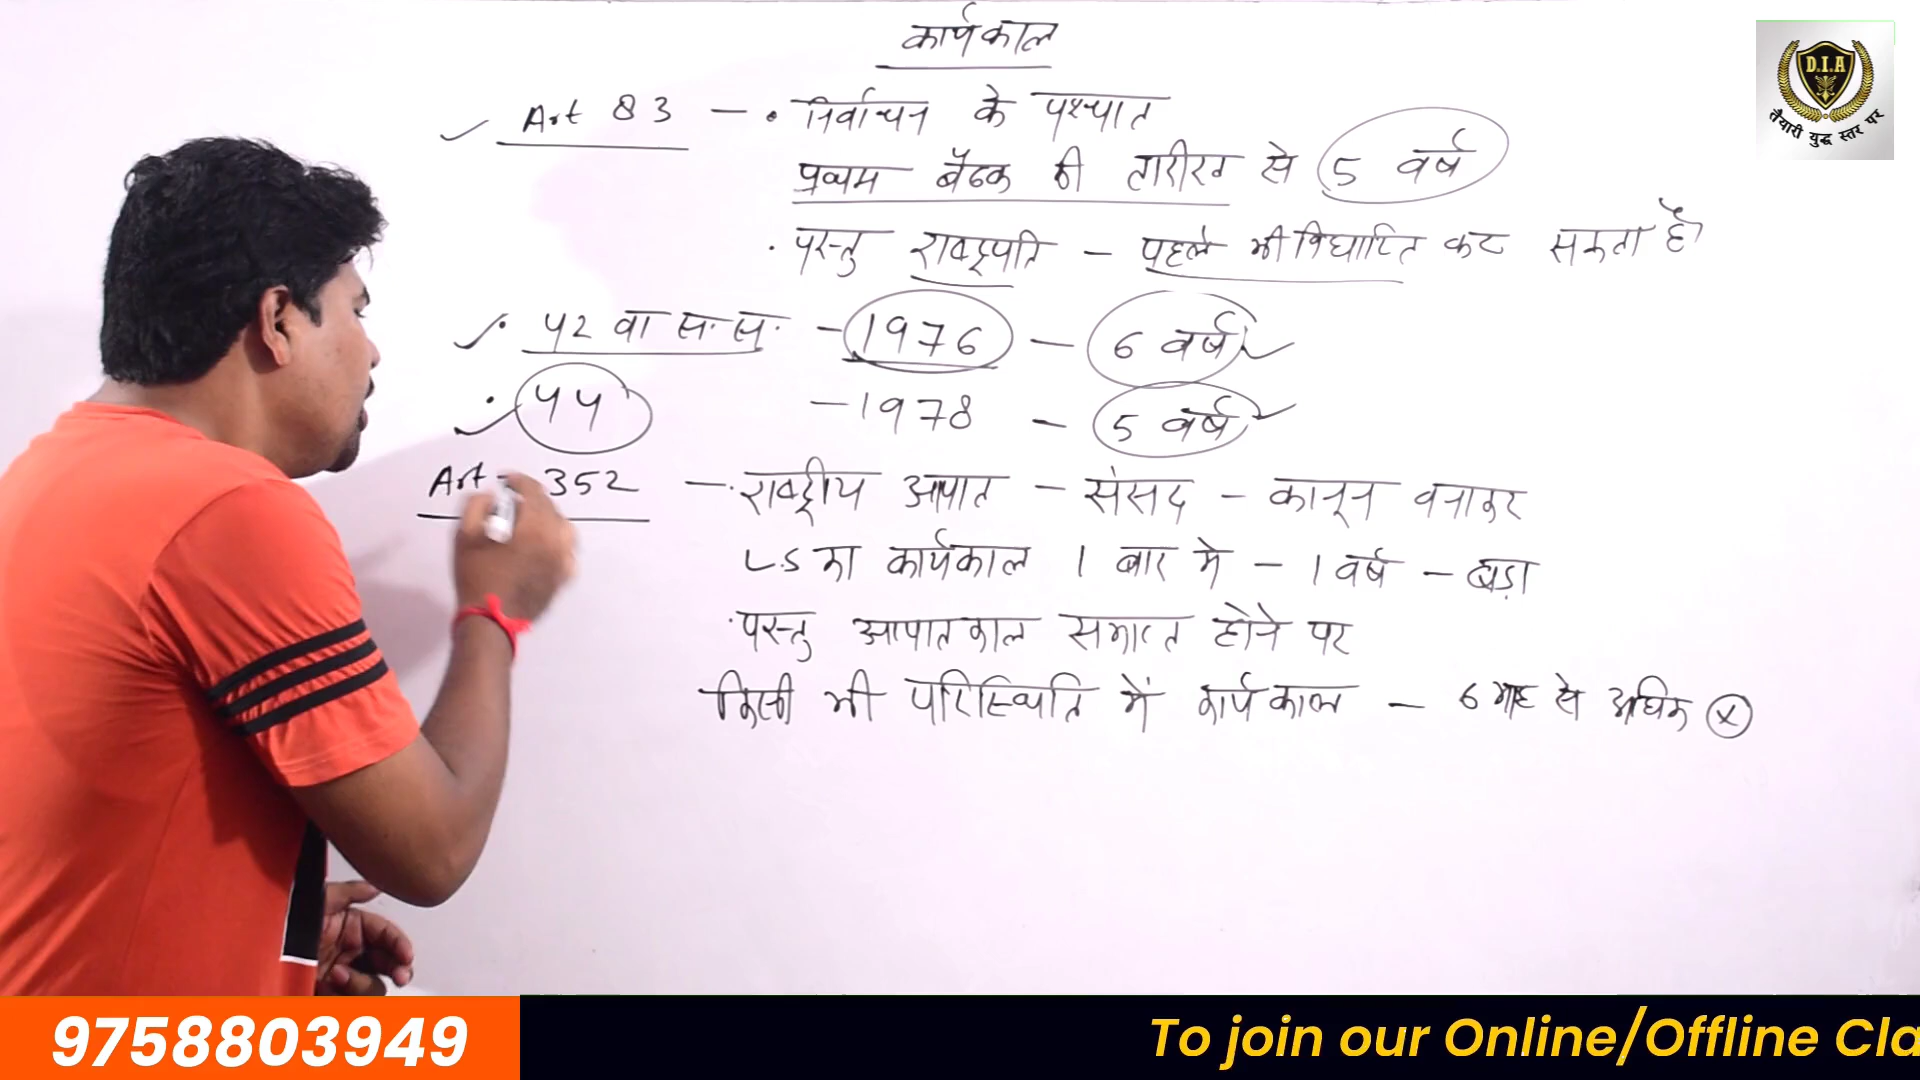 कार्यकाल
Art 83 - • निर्वाचन के पश्चात
प्रथम बैठक की तारीख से 5 वर्ष
• परन्तु राष्ट्रपति - पहले भी निर्धारित कर सकता है
• 42 वा स. स. - 1976 - 6 वर्ष
• 44 - 1978 - 5 वर्ष
Art - 352 - • राष्ट्रीय आपात - संसद - कानून बनाकर
L.S का कार्यकाल 1 बार मे - 1 वर्ष - बढ़ा
• परन्तु आपातकाल समाप्त होने पर
किसी भी परिस्थिति में कार्यकाल - 6 माह से अधिक x
D.I.A
तैयारी युद्ध स्तर पर
9758803949
To join our Online/Offline Cla